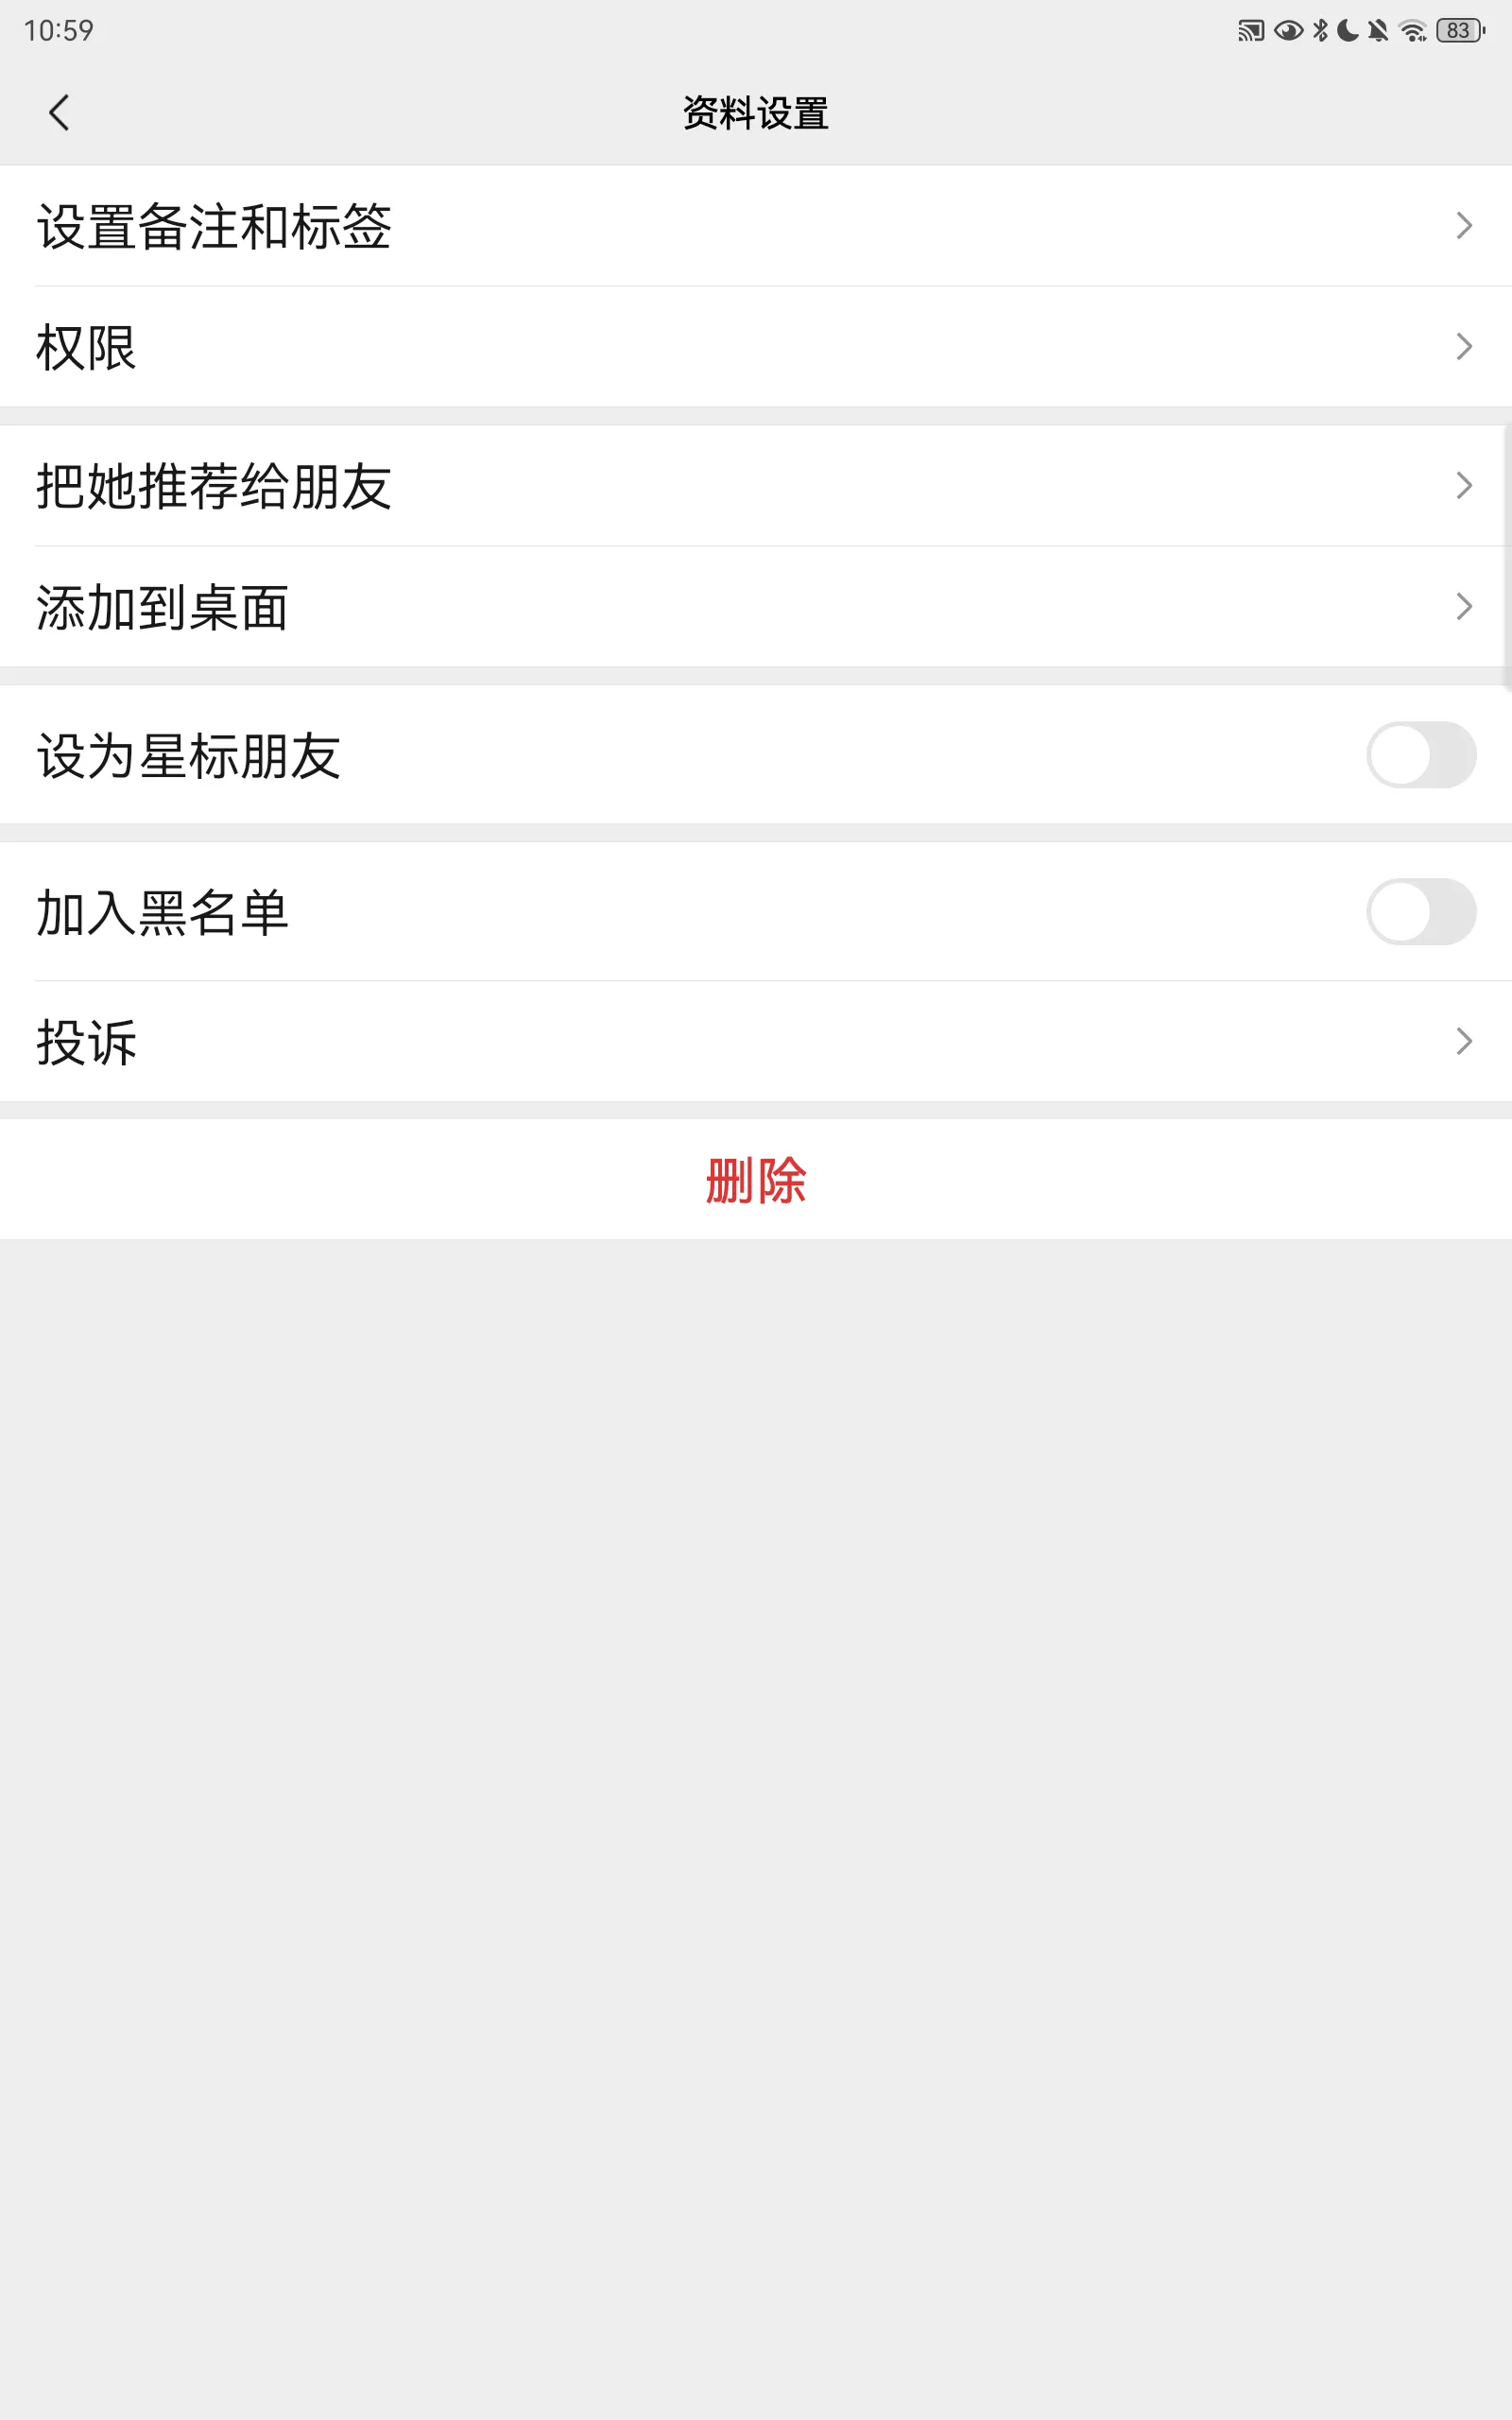 10:59
83
资料设置
设置备注和标签
权限
把她推荐给朋友
添加到桌面
设为星标朋友
加入黑名单
投诉
删除